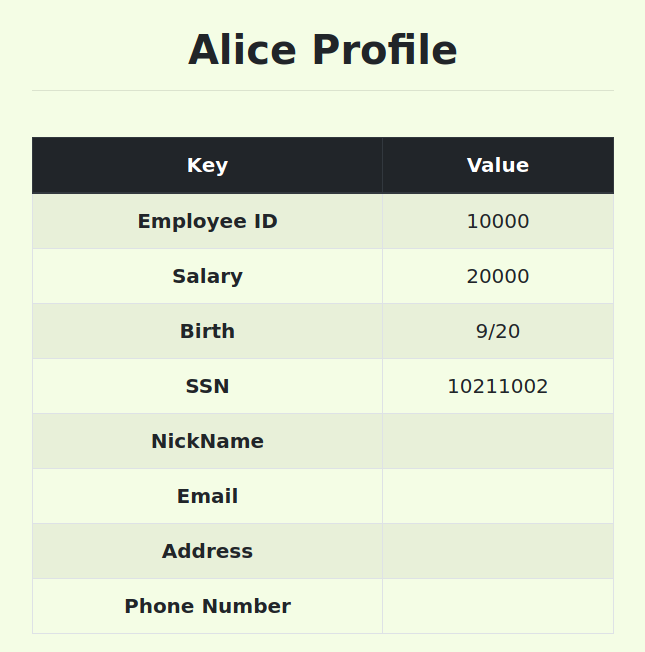 Alice Profile
Key Value
Employee ID 10000
Salary 20000
Birth 9/20
SSN 10211002
NickName
Email
Address
Phone Number